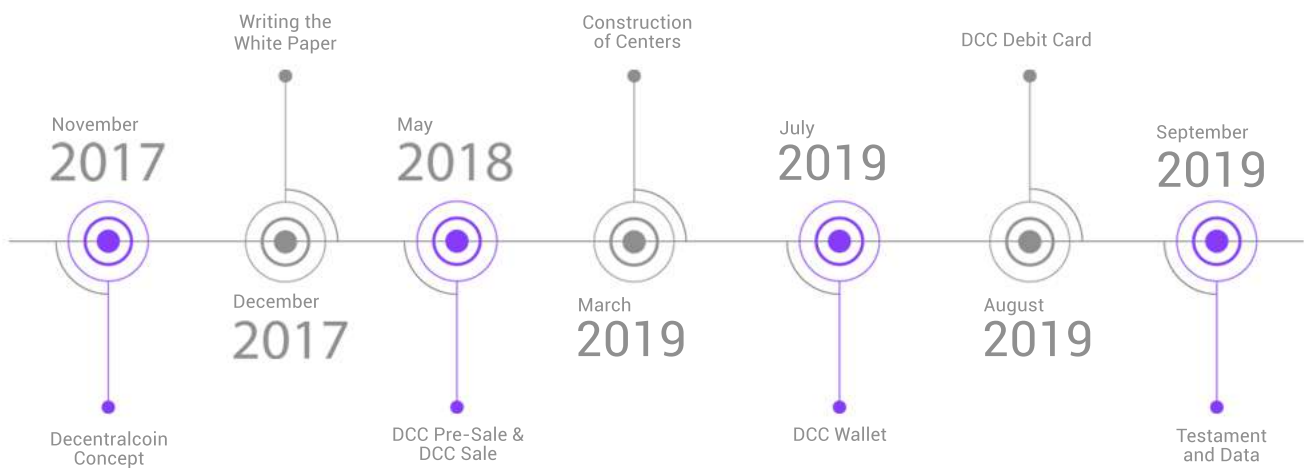 November
2017
Decentralcoin
Concept
Writing the
White Paper
December
2017
May
2018
DCC Pre-Sale &
DCC Sale
Construction
of Centers
March
2019
July
2019
DCC Wallet
DCC Debit Card
August
2019
September
2019
Testament
and Data